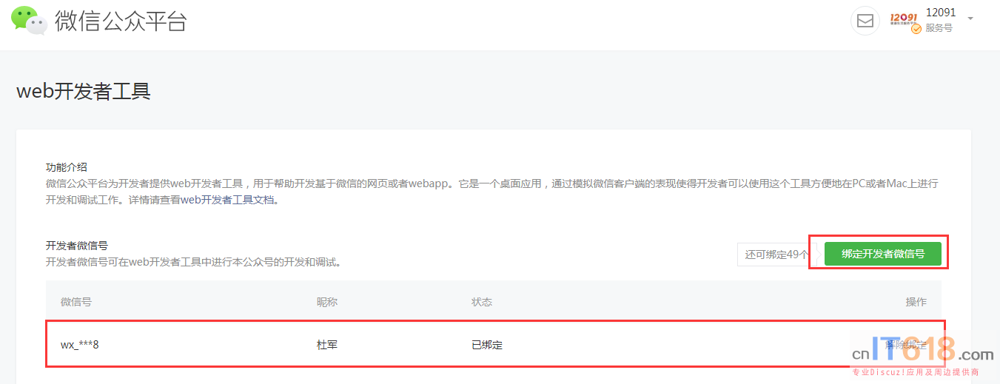 微信公众平台
12091
12091
服务号
web开发者工具
功能介绍
微信公众平台为开发者提供web开发者工具，用于帮助开发基于微信的网页或者webapp。它是一个桌面应用，通过模拟微信客户端的表现使得开发者可以使用这个工具方便地在PC或者Mac上进行
开发和调试工作。详情请查看web开发者工具文档。
开发者微信号
开发者微信号可在web开发者工具中进行本公众号的开发和调试。
还可绑定49个
绑定开发者微信号
微信号 昵称 状态 操作
wx_***8 杜军 已绑定 解除绑定
cnIT618.com
专业Discuz!应用及周边提供商